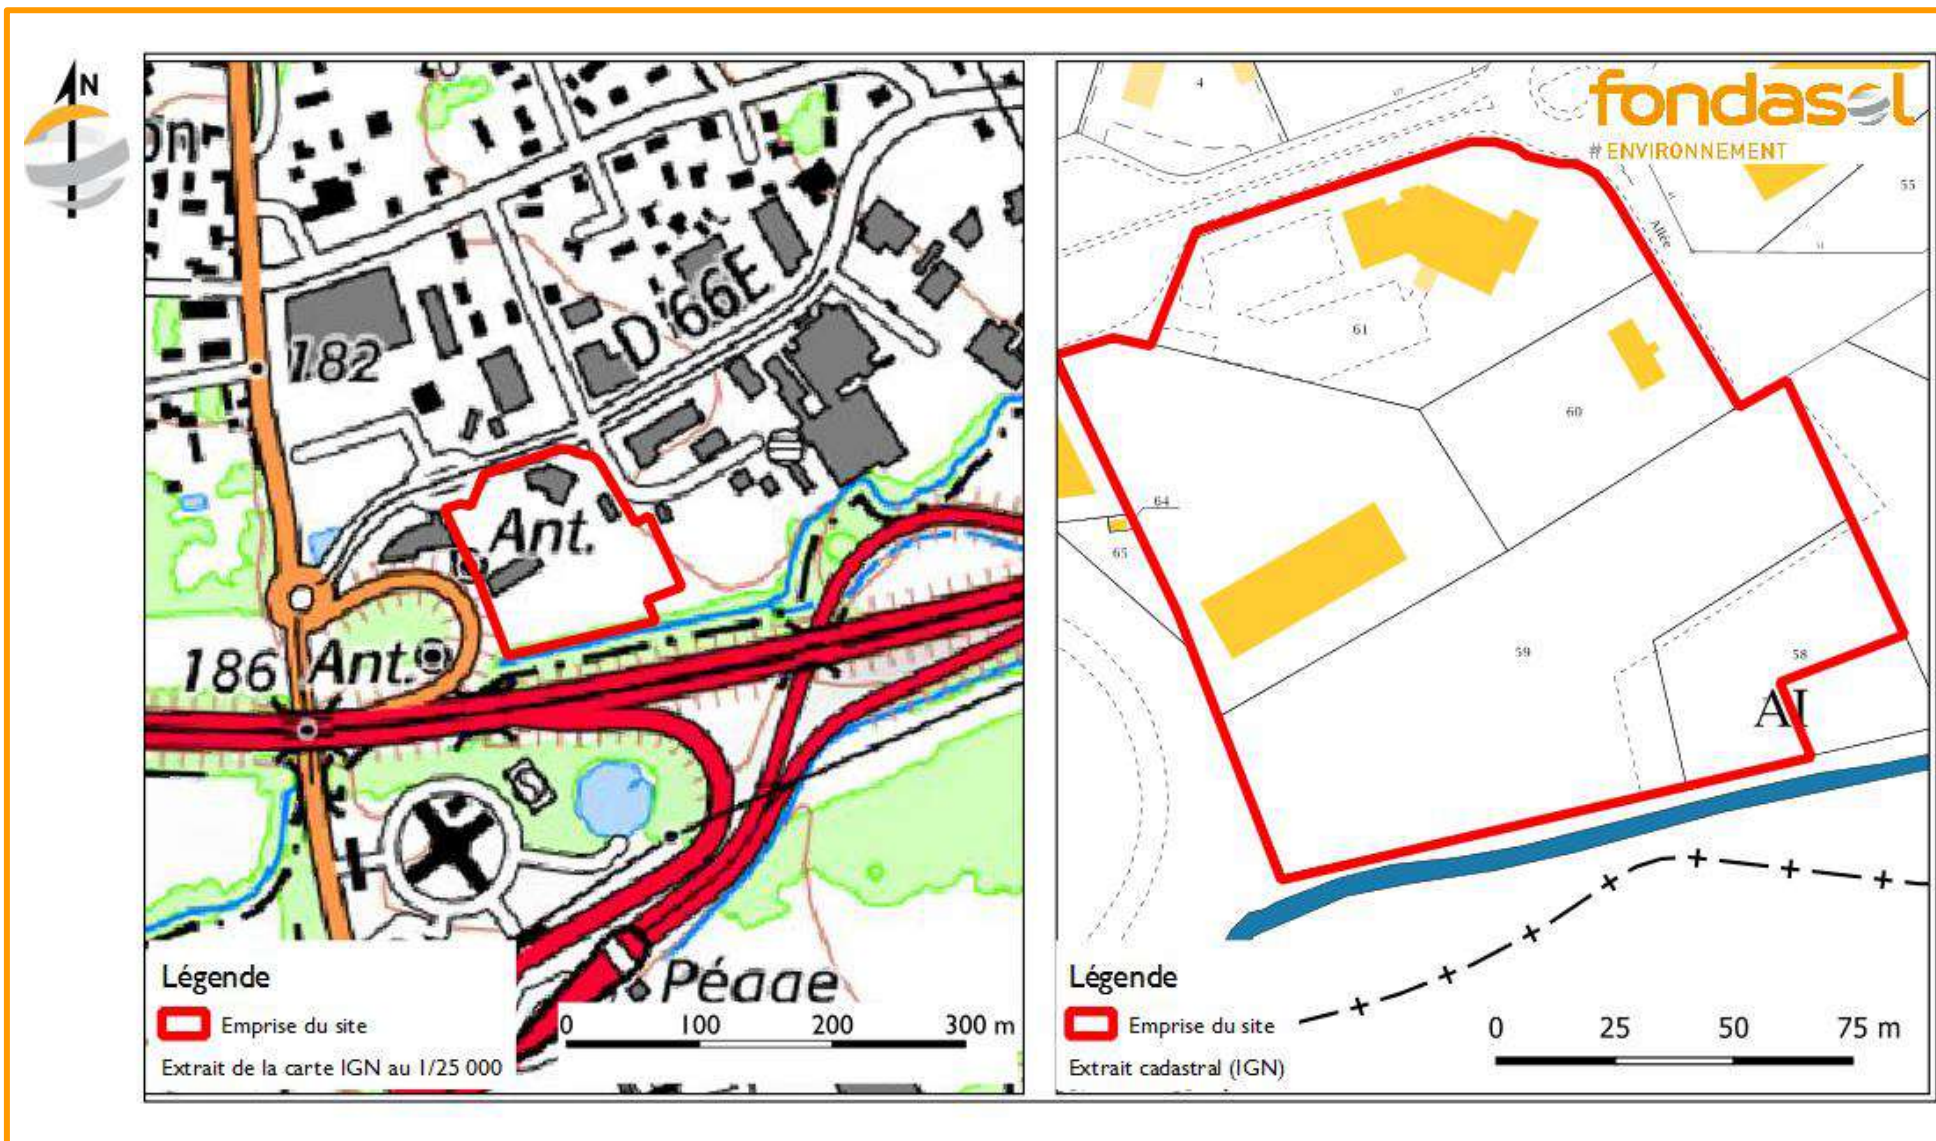 N
on
182
D 66E
Ant.
186
Ant.
Péage
Légende
Emprise du site
Extrait de la carte IGN au 1/25 000
0 100 200 300 m
fondasol
#ENVIRONNEMENT
4
55
Allée
61
60
64
65
59
58
AI
Légende
Emprise du site
Extrait cadastral (IGN)
0 25 50 75 m